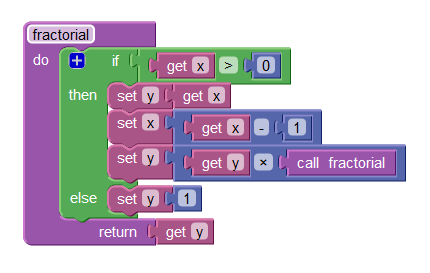 fractorial
do if get x > 0
then set y get x
set x get x - 1
set y get y × call fractorial
else set y 1
return get y